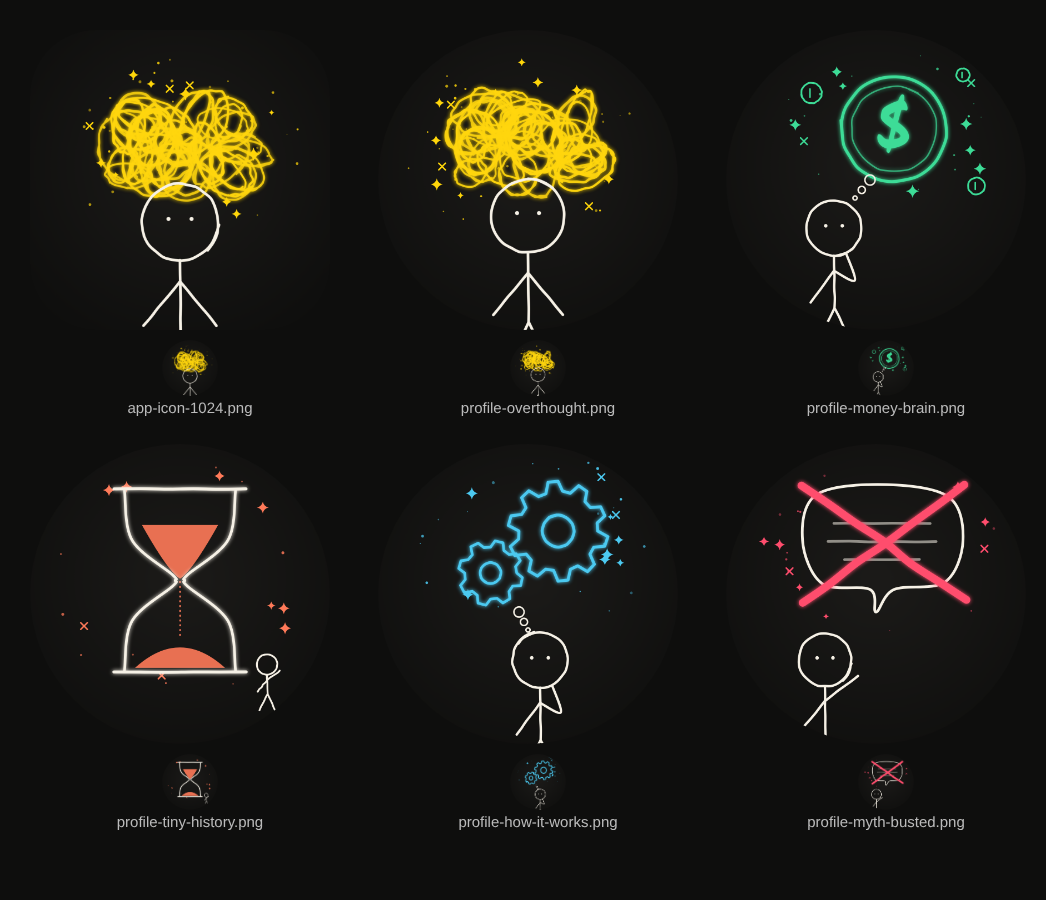 $
app-icon-1024.png
profile-overthought.png
profile-money-brain.png
profile-tiny-history.png
profile-how-it-works.png
profile-myth-busted.png